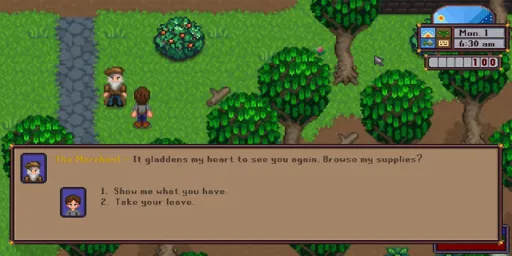 Mon. 1
6:30 am
100
The Merchant - It gladdens my heart to see you again. Browse my supplies?
1. Show me what you have.
2. Take your leave.